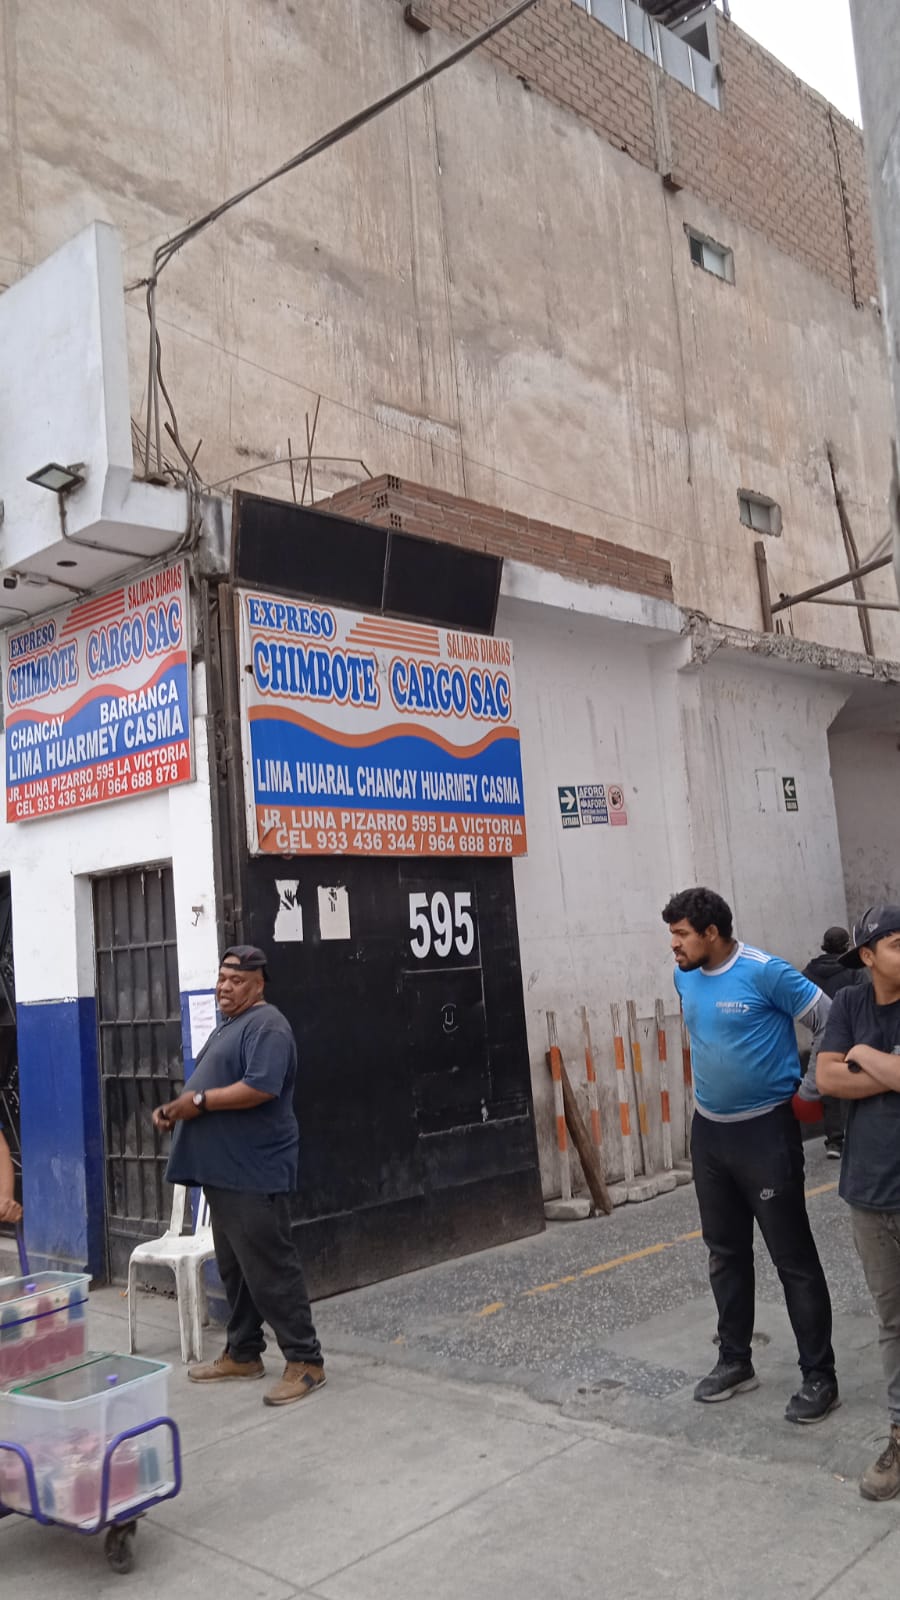 EXPRESO
SALIDAS DIARIAS
CHIMBOTE CARGO SAC
CHANCAY BARRANCA
LIMA HUARMEY CASMA
JR. LUNA PIZARRO 595 LA VICTORIA
CEL 933 436 344 / 964 688 878
EXPRESO
SALIDAS DIARIAS
CHIMBOTE CARGO SAC
LIMA HUARAL CHANCAY HUARMEY CASMA
JR. LUNA PIZARRO 595 LA VICTORIA
CEL 933 436 344 / 964 688 878
AFORO
AFORO
595